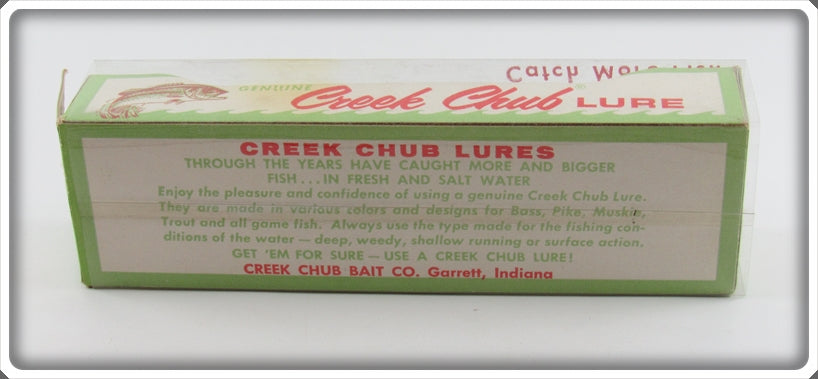 Catch More Fish
GENUINE Creek Chub® LURE
CREEK CHUB LURES
THROUGH THE YEARS HAVE CAUGHT MORE AND BIGGER
FISH...IN FRESH AND SALT WATER
Enjoy the pleasure and confidence of using a genuine Creek Chub Lure.
They are made in various colors and designs for Bass, Pike, Muskie,
Trout and all game fish. Always use the type made for the fishing con-
ditions of the water — deep, weedy, shallow running or surface action.
GET 'EM FOR SURE — USE A CREEK CHUB LURE!
CREEK CHUB BAIT CO. Garrett, Indiana